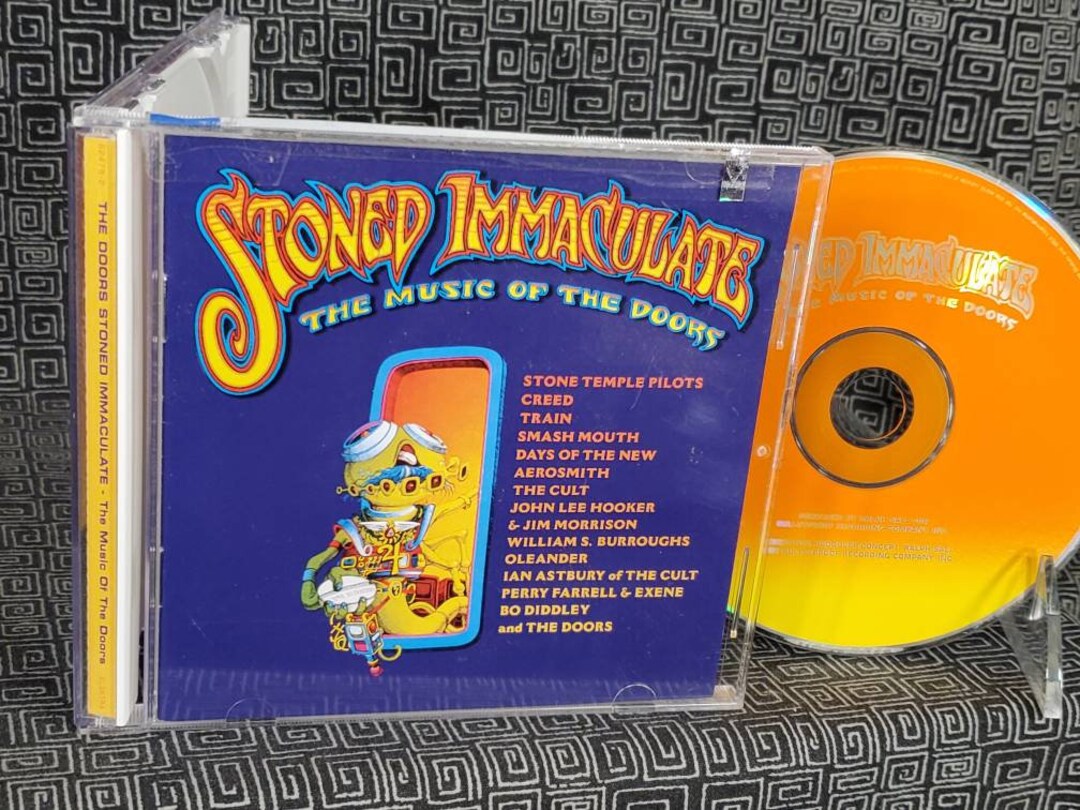 THE DOORS STONED IMMACULATE - The Music Of The Doors
STONED IMMACULATE
THE MUSIC OF THE DOORS
STONE TEMPLE PILOTS
CREED
TRAIN
SMASH MOUTH
DAYS OF THE NEW
AEROSMITH
THE CULT
JOHN LEE HOOKER
& JIM MORRISON
WILLIAM S. BURROUGHS
OLEANDER
IAN ASTBURY of THE CULT
PERRY FARRELL & EXENE
BO DIDDLEY
and THE DOORS
IMMACULATE
MUSIC OF THE DOORS